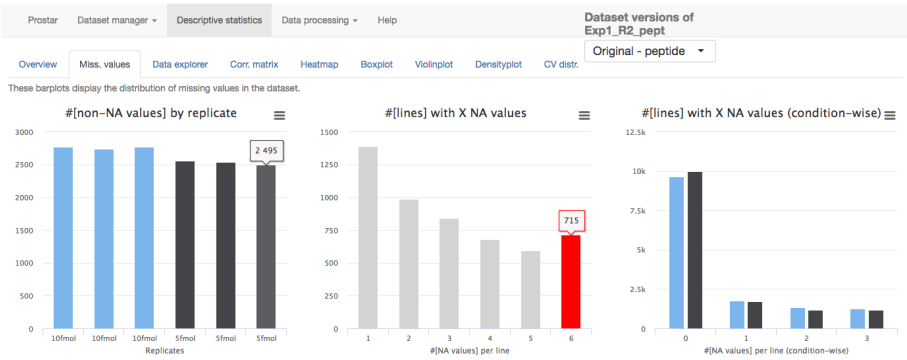 Prostar Dataset manager Descriptive statistics Data processing Help
Dataset versions of
Exp1_R2_pept
Original - peptide
Overview Miss. values Data explorer Corr. matrix Heatmap Boxplot Violinplot Densityplot CV distr.
These barplots display the distribution of missing values in the dataset.
#[non-NA values] by replicate
3000
2500
2000
1500
1000
500
0
2 495
10fmol 10fmol 10fmol 5fmol 5fmol 5fmol
Replicates
#[lines] with X NA values
1500
1250
1000
750
500
250
0
715
1 2 3 4 5 6
#[NA values] per line
#[lines] with X NA values (condition-wise)
12.5k
10k
7.5k
5k
2.5k
0
0 1 2 3
#[NA values] per line (condition-wise)